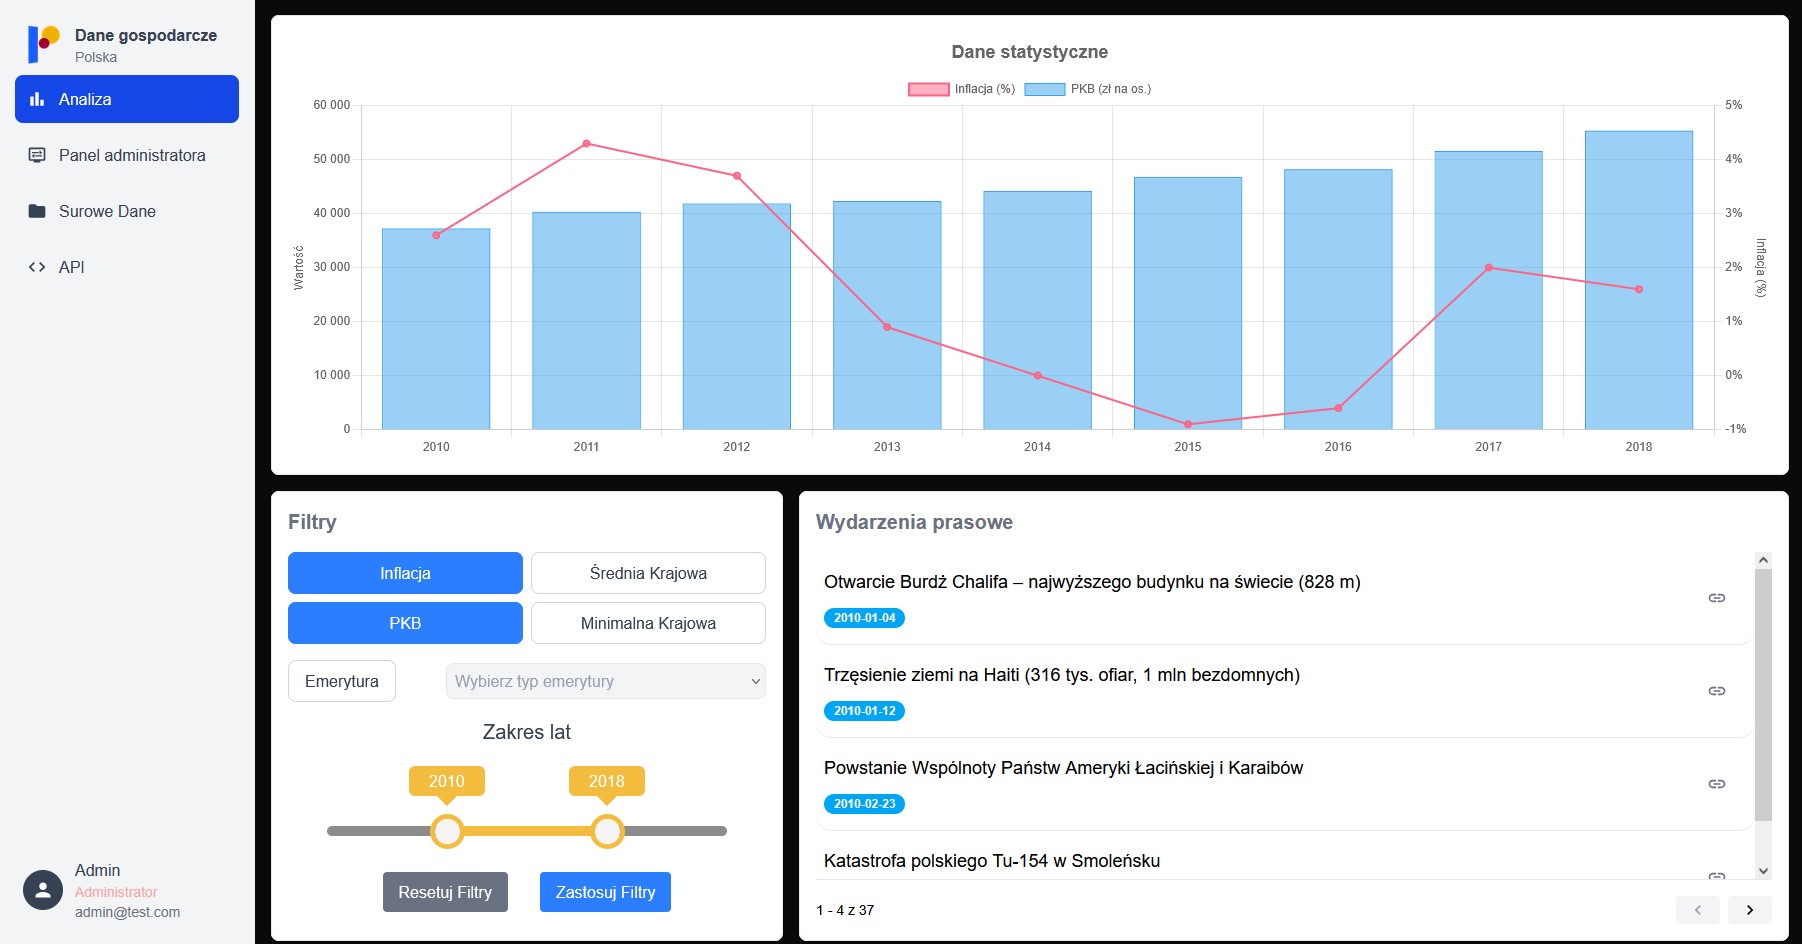 Dane gospodarcze
Polska
Analiza
Panel administratora
Surowe Dane
API
Admin
Administrator
admin@test.com
Dane statystyczne
Inflacja (%) PKB (zł na os.)
60 000
50 000
40 000
30 000
20 000
10 000
0
Wartość
5%
4%
3%
2%
1%
0%
-1%
Inflacja (%)
2010 2011 2012 2013 2014 2015 2016 2017 2018
Filtry
Inflacja Średnia Krajowa
PKB Minimalna Krajowa
Emerytura Wybierz typ emerytury
Zakres lat
2010 2018
Resetuj Filtry Zastosuj Filtry
Wydarzenia prasowe
Otwarcie Burdż Chalifa – najwyższego budynku na świecie (828 m)
2010-01-04
Trzęsienie ziemi na Haiti (316 tys. ofiar, 1 mln bezdomnych)
2010-01-12
Powstanie Wspólnoty Państw Ameryki Łacińskiej i Karaibów
2010-02-23
Katastrofa polskiego Tu-154 w Smoleńsku
1 - 4 z 37